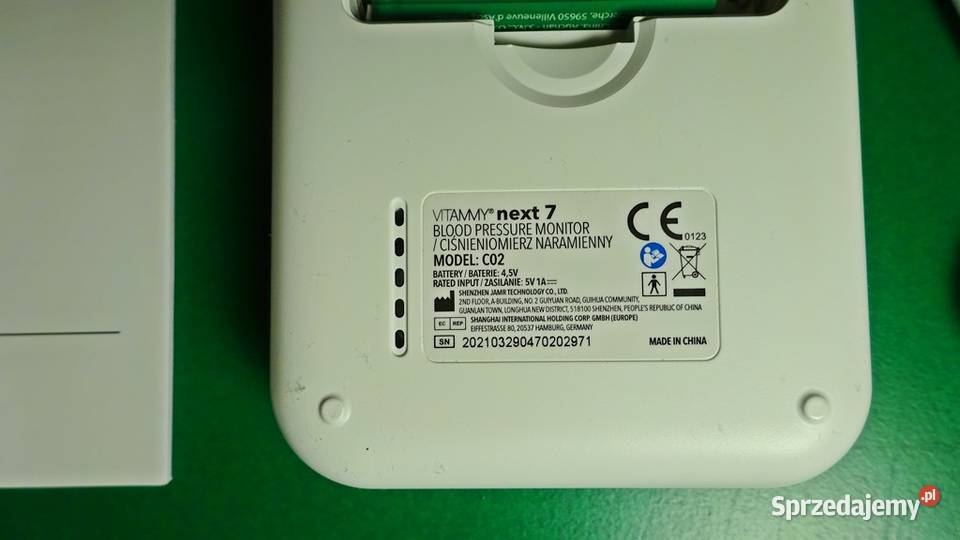 erche, 59650 Villeneuve d'Asc
VITAMMY® next 7
BLOOD PRESSURE MONITOR
/ CIŚNIENIOMIERZ NARAMIENNY
MODEL: C02
BATTERY / BATERIE: 4,5V
RATED INPUT / ZASILANIE: 5V 1A
SHENZHEN JAMR TECHNOLOGY CO., LTD.
2ND FLOOR, A-BUILDING, NO. 2 GUIYUAN ROAD, GUIHUA COMMUNITY,
GUANLAN TOWN, LONGHUA NEW DISTRICT, 518100 SHENZHEN, PEOPLE'S REPUBLIC OF CHINA
EC REP SHANGHAI INTERNATIONAL HOLDING CORP. GMBH (EUROPE)
EIFFESTRASSE 80, 20537 HAMBURG, GERMANY
SN 202103290470202971
CE 0123
MADE IN CHINA
Sprzedajemy.pl